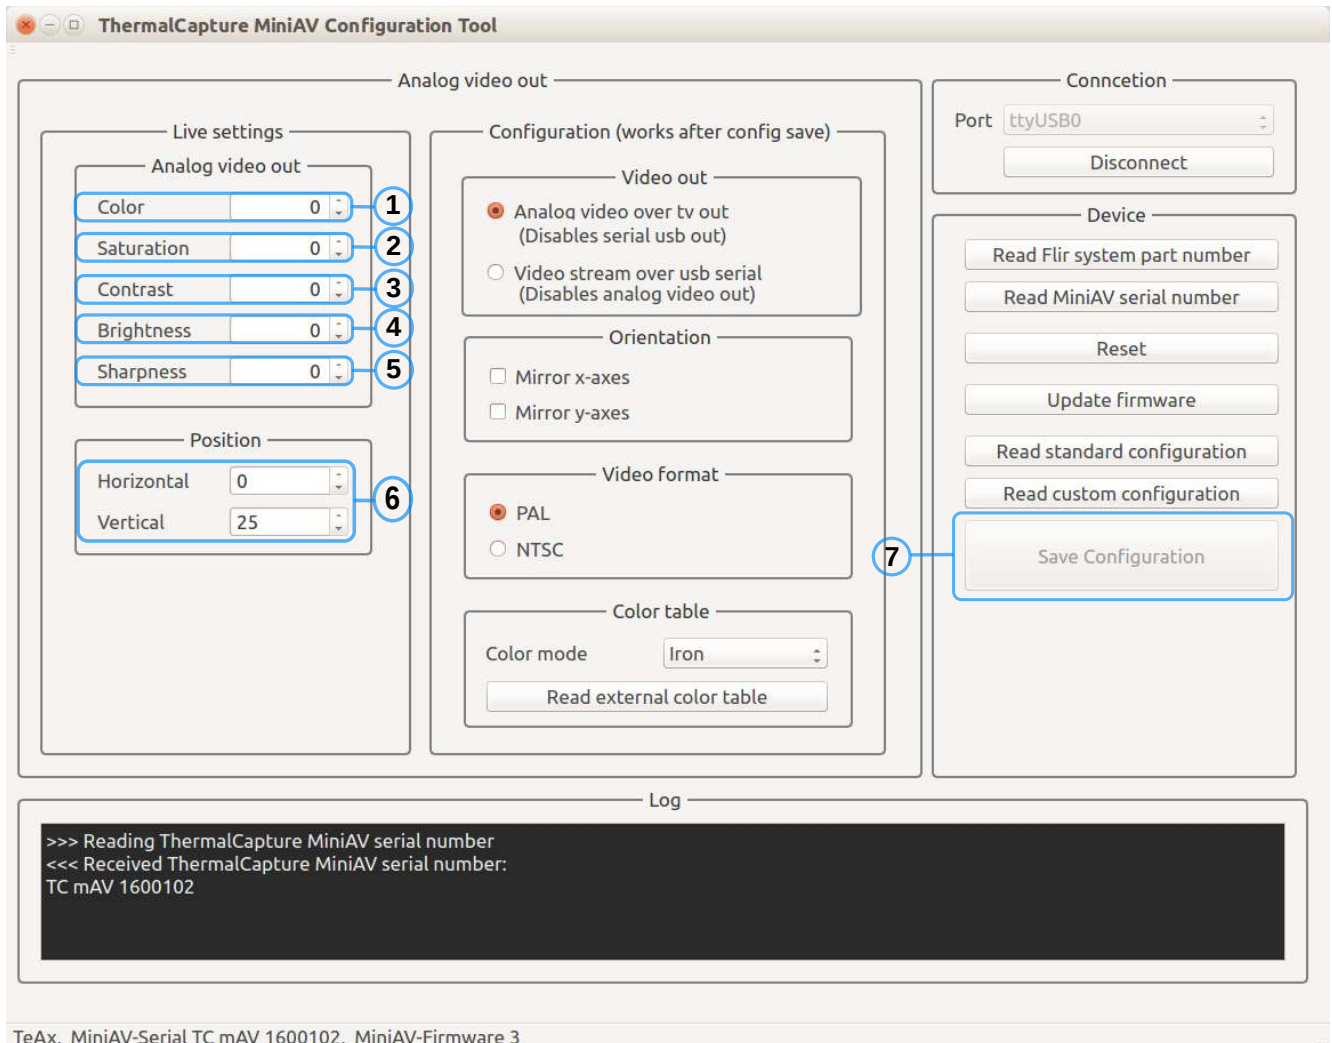 ThermalCapture MiniAV Configuration Tool
Analog video out
Live settings
Analog video out
Color 0 1
Saturation 0 2
Contrast 0 3
Brightness 0 4
Sharpness 0 5
Position
Horizontal 0
Vertical 25
6
Configuration (works after config save)
Video out
Analog video over tv out
(Disables serial usb out)
Video stream over usb serial
(Disables analog video out)
Orientation
Mirror x-axes
Mirror y-axes
Video format
PAL
NTSC
Color table
Color mode Iron
Read external color table
Conncetion
Port ttyUSB0
Disconnect
Device
Read Flir system part number
Read MiniAV serial number
Reset
Update firmware
Read standard configuration
Read custom configuration
7 Save Configuration
Log
>>> Reading ThermalCapture MiniAV serial number
<<< Received ThermalCapture MiniAV serial number:
TC mAV 1600102
TeAx, MiniAV-Serial TC mAV 1600102, MiniAV-Firmware 3